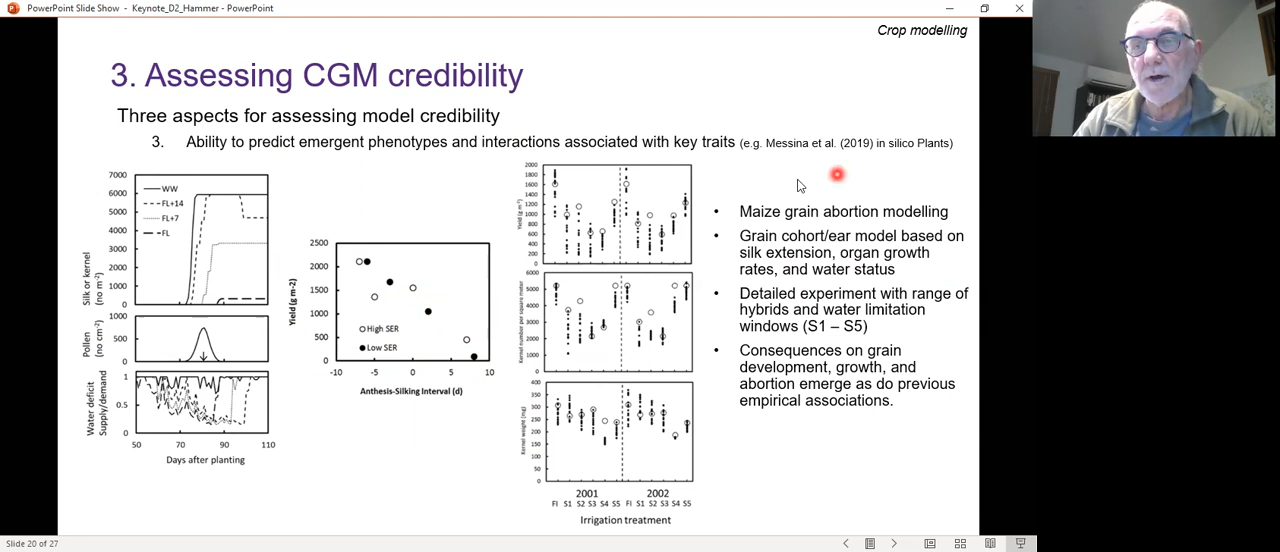 PowerPoint Slide Show - Keynote_D2_Hammer - PowerPoint
Crop modelling
3. Assessing CGM credibility
Three aspects for assessing model credibility
3. Ability to predict emergent phenotypes and interactions associated with key traits (e.g. Messina et al. (2019) in silico Plants)
7000
6000
5000
4000
3000
2000
1000
0
Silk or kernel
(no m⁻²)
WW
FL+14
FL+7
FL
1000
500
0
Pollen
(no cm⁻²)
1
0.5
0
Water deficit
Supply/demand
50 70 90 110
Days after planting
2500
2000
1500
1000
500
0
Yield (g m-2)
High SER
Low SER
-10 -5 0 5 10
Anthesis-Silking Interval (d)
2000
1800
1600
1400
1200
1000
800
600
400
200
0
Yield (g m⁻²)
6000
5000
4000
3000
2000
1000
0
Kernel number per square meter
400
350
300
250
200
150
100
50
0
Kernel weight (mg)
2001 2002
FI S1 S2 S3 S4 S5 FI S1 S2 S3 S4 S5
Irrigation treatment
• Maize grain abortion modelling
• Grain cohort/ear model based on
silk extension, organ growth
rates, and water status
• Detailed experiment with range of
hybrids and water limitation
windows (S1 – S5)
• Consequences on grain
development, growth, and
abortion emerge as do previous
empirical associations.
Slide 20 of 27